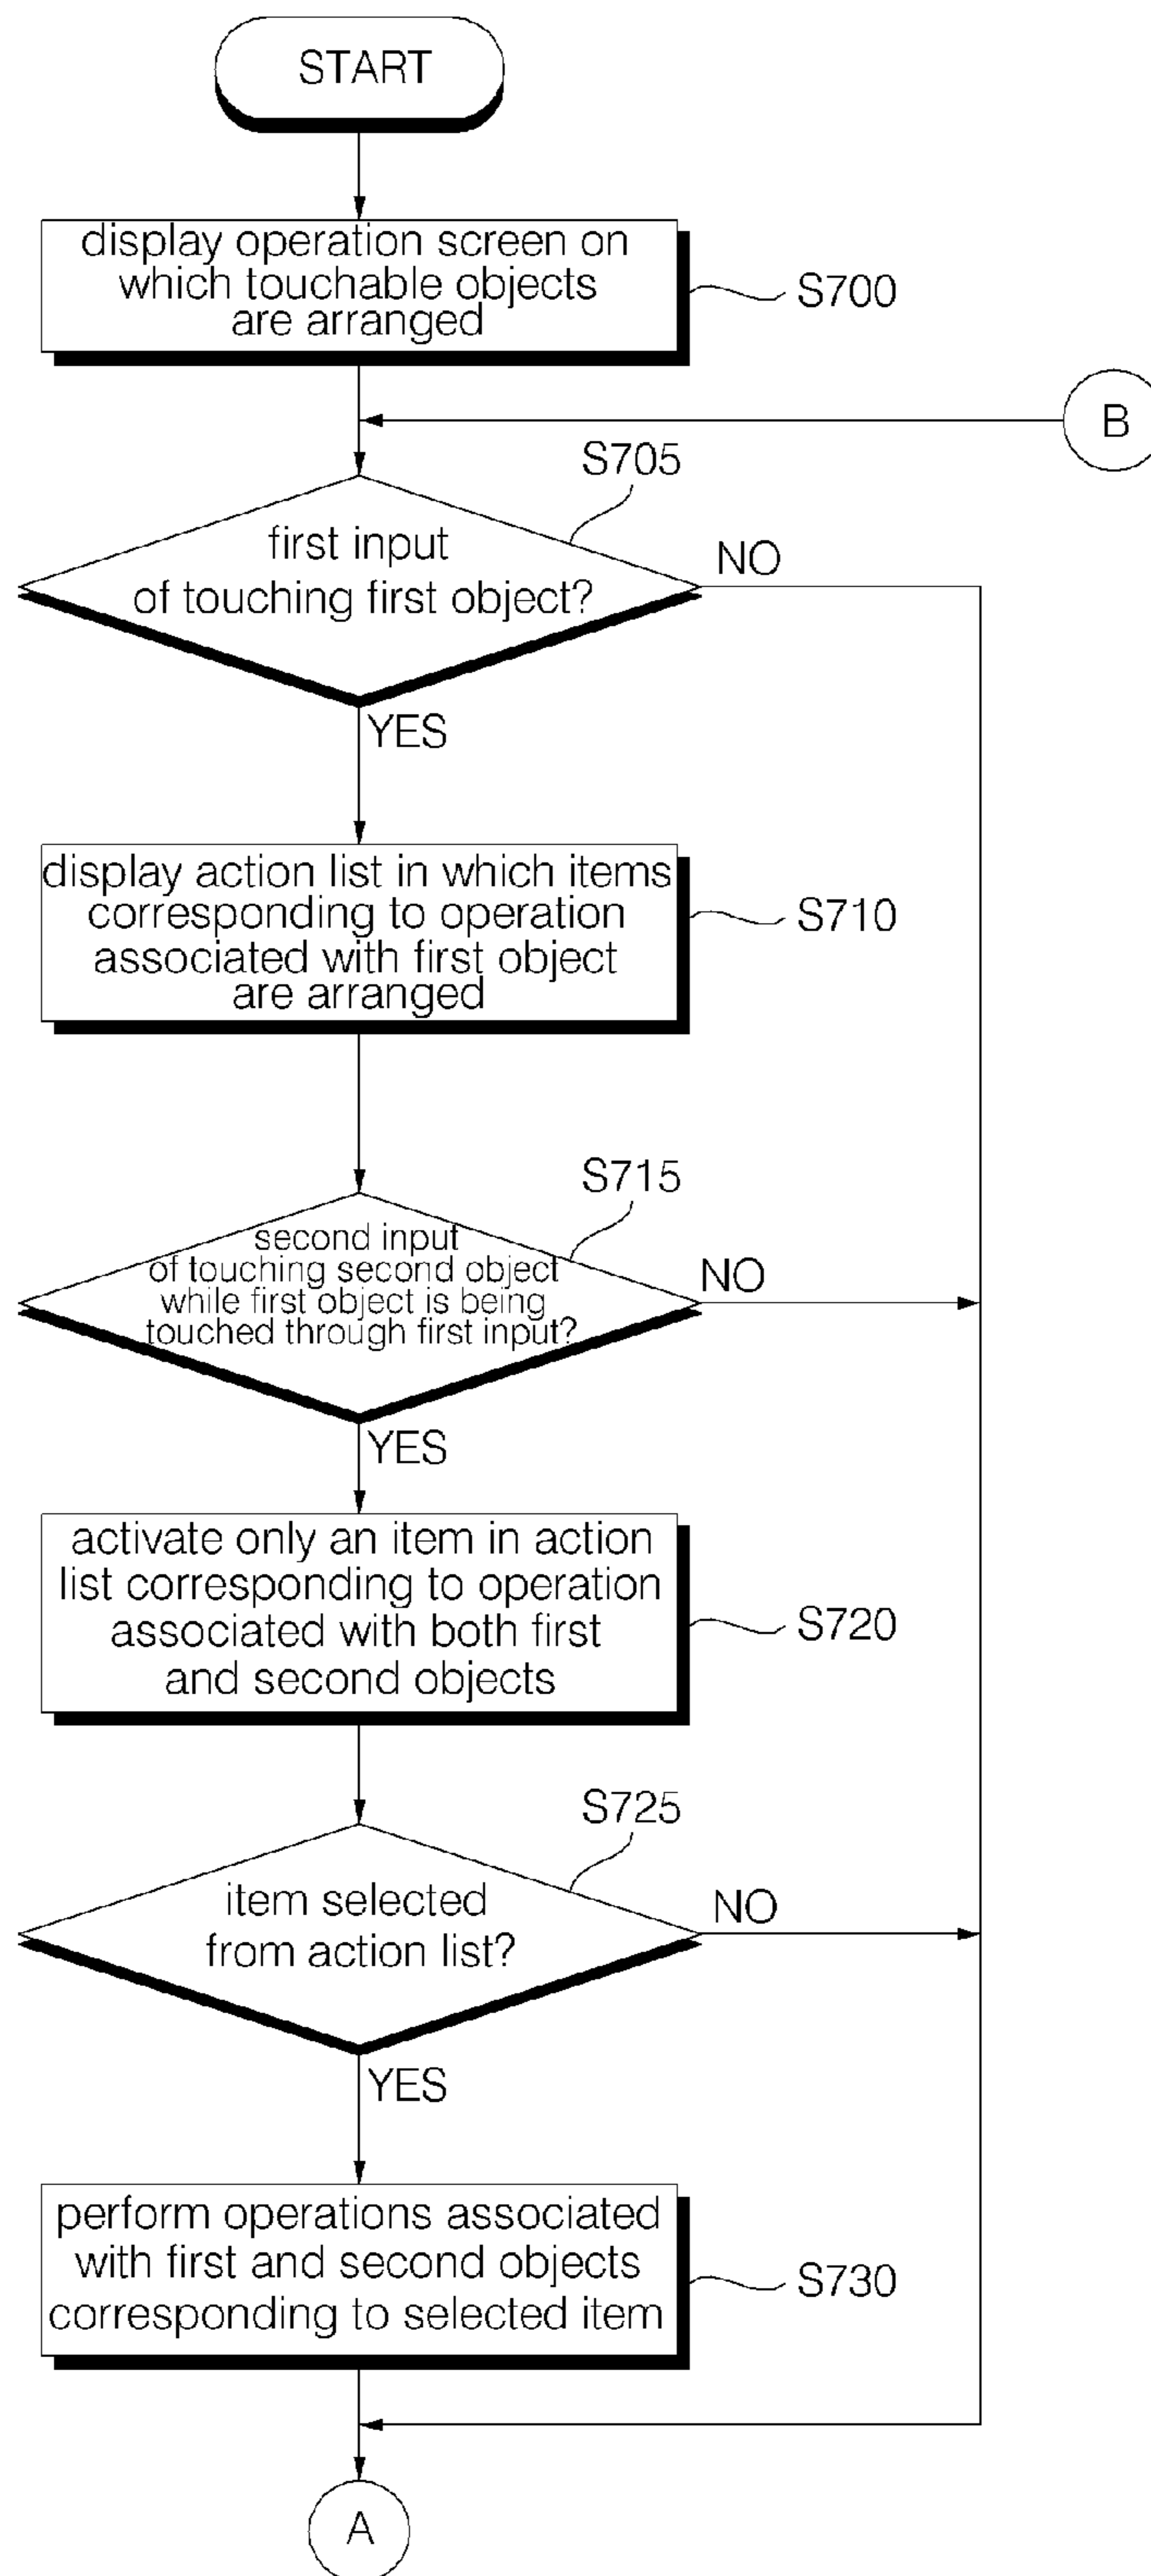 START
display operation screen on
which touchable objects
are arranged
S700
B
S705
first input
of touching first object?
NO
YES
display action list in which items
corresponding to operation
associated with first object
are arranged
S710
S715
second input
of touching second object
while first object is being
touched through first input?
NO
YES
activate only an item in action
list corresponding to operation
associated with both first
and second objects
S720
S725
item selected
from action list?
NO
YES
perform operations associated
with first and second objects
corresponding to selected item
S730
A